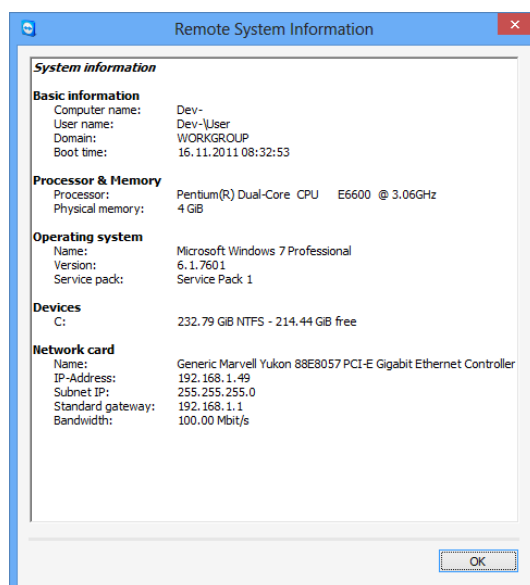 Remote System Information
System information
Basic information
Computer name: Dev-
User name: Dev-\User
Domain: WORKGROUP
Boot time: 16.11.2011 08:32:53
Processor & Memory
Processor: Pentium(R) Dual-Core CPU E6600 @ 3.06GHz
Physical memory: 4 GiB
Operating system
Name: Microsoft Windows 7 Professional
Version: 6.1.7601
Service pack: Service Pack 1
Devices
C: 232.79 GiB NTFS - 214.44 GiB free
Network card
Name: Generic Marvell Yukon 88E8057 PCI-E Gigabit Ethernet Controller
IP-Address: 192.168.1.49
Subnet IP: 255.255.255.0
Standard gateway: 192.168.1.1
Bandwidth: 100.00 Mbit/s
OK